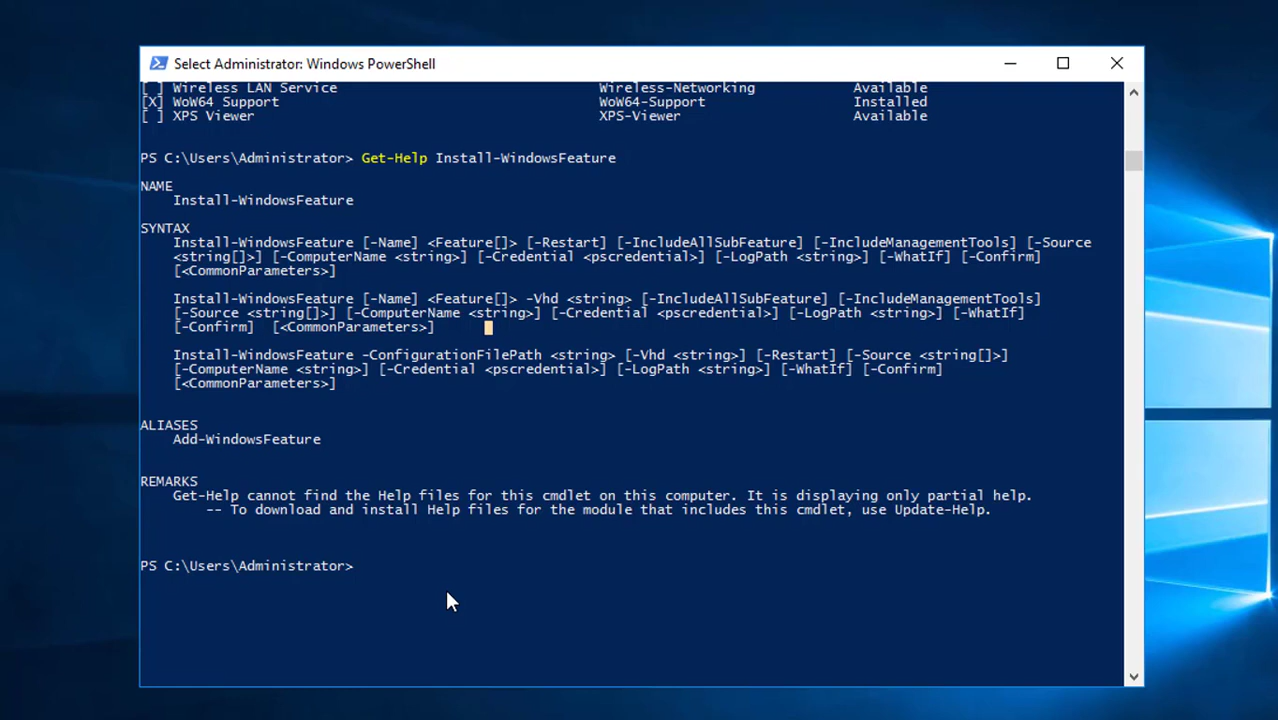 Select Administrator: Windows PowerShell
[ ] Wireless LAN Service Wireless-Networking Available
[X] WoW64 Support WoW64-Support Installed
[ ] XPS Viewer XPS-Viewer Available
PS C:\Users\Administrator> Get-Help Install-WindowsFeature
NAME
Install-WindowsFeature
SYNTAX
Install-WindowsFeature [-Name] <Feature[]> [-Restart] [-IncludeAllSubFeature] [-IncludeManagementTools] [-Source
<string[]>] [-ComputerName <string>] [-Credential <pscredential>] [-LogPath <string>] [-WhatIf] [-Confirm]
[<CommonParameters>]
Install-WindowsFeature [-Name] <Feature[]> -Vhd <string> [-IncludeAllSubFeature] [-IncludeManagementTools]
[-Source <string[]>] [-ComputerName <string>] [-Credential <pscredential>] [-LogPath <string>] [-WhatIf]
[-Confirm] [<CommonParameters>]
Install-WindowsFeature -ConfigurationFilePath <string> [-Vhd <string>] [-Restart] [-Source <string[]>]
[-ComputerName <string>] [-Credential <pscredential>] [-LogPath <string>] [-WhatIf] [-Confirm]
[<CommonParameters>]
ALIASES
Add-WindowsFeature
REMARKS
Get-Help cannot find the Help files for this cmdlet on this computer. It is displaying only partial help.
-- To download and install Help files for the module that includes this cmdlet, use Update-Help.
PS C:\Users\Administrator>